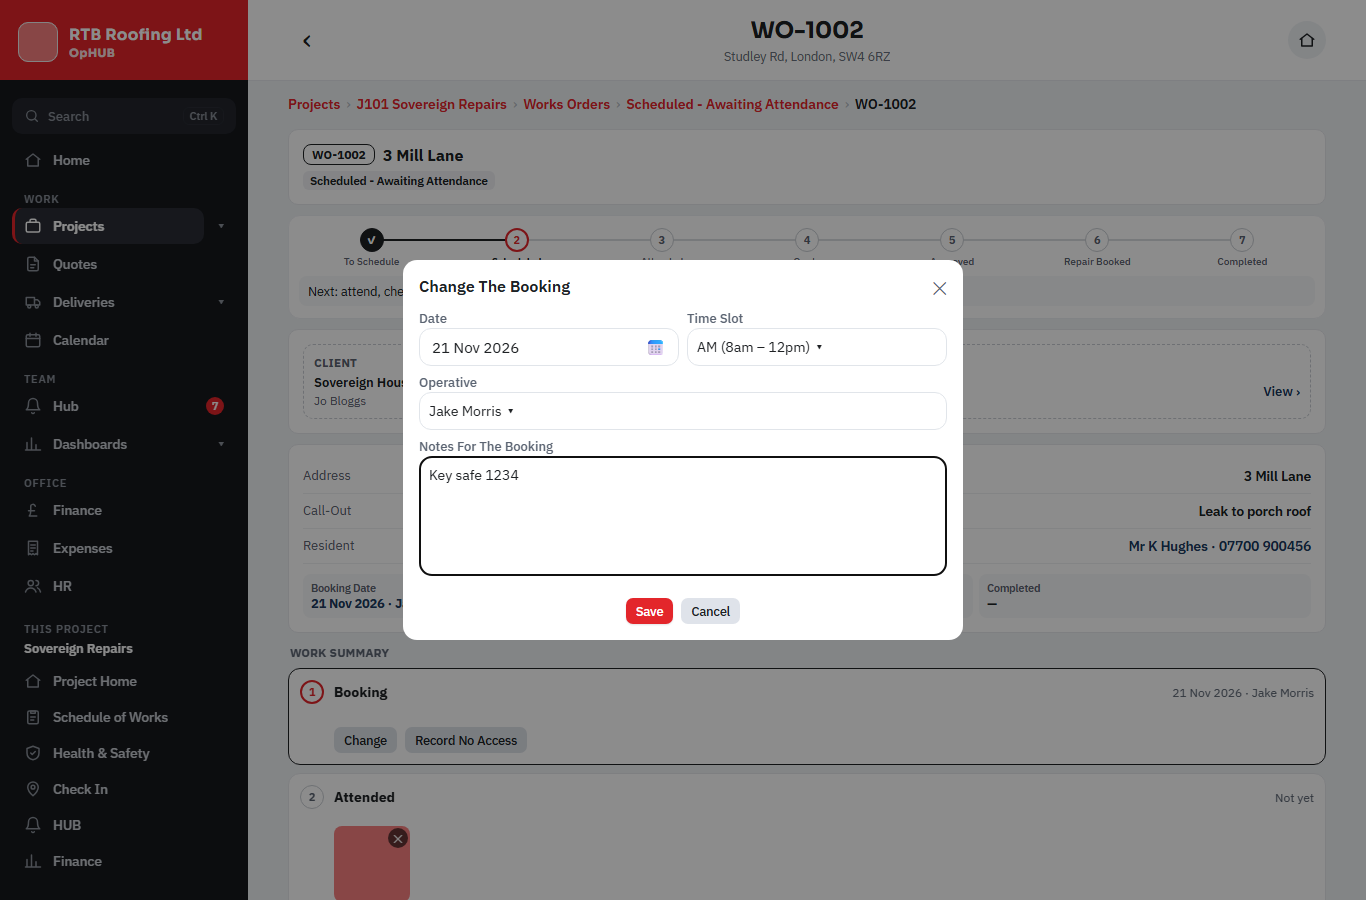 RTB Roofing Ltd
OpHUB
Search
Ctrl K
Home
WORK
Projects
Quotes
Deliveries
Calendar
TEAM
Hub
7
Dashboards
OFFICE
Finance
Expenses
HR
THIS PROJECT
Sovereign Repairs
Project Home
Schedule of Works
Health & Safety
Check In
HUB
Finance
WO-1002
Studley Rd, London, SW4 6RZ
Projects › J101 Sovereign Repairs › Works Orders › Scheduled - Awaiting Attendance › WO-1002
WO-1002 3 Mill Lane
Scheduled - Awaiting Attendance
2 3 4 5 6 7
To Schedule Repair Booked Completed
Next: attend, che
CLIENT
Sovereign Hous
Jo Bloggs
View ›
Address 3 Mill Lane
Call-Out Leak to porch roof
Resident Mr K Hughes · 07700 900456
Booking Date
21 Nov 2026 · J
Completed
—
Change The Booking
Date
21 Nov 2026
Time Slot
AM (8am – 12pm)
Operative
Jake Morris
Notes For The Booking
Key safe 1234
Save Cancel
WORK SUMMARY
1 Booking 21 Nov 2026 · Jake Morris
Change Record No Access
2 Attended Not yet